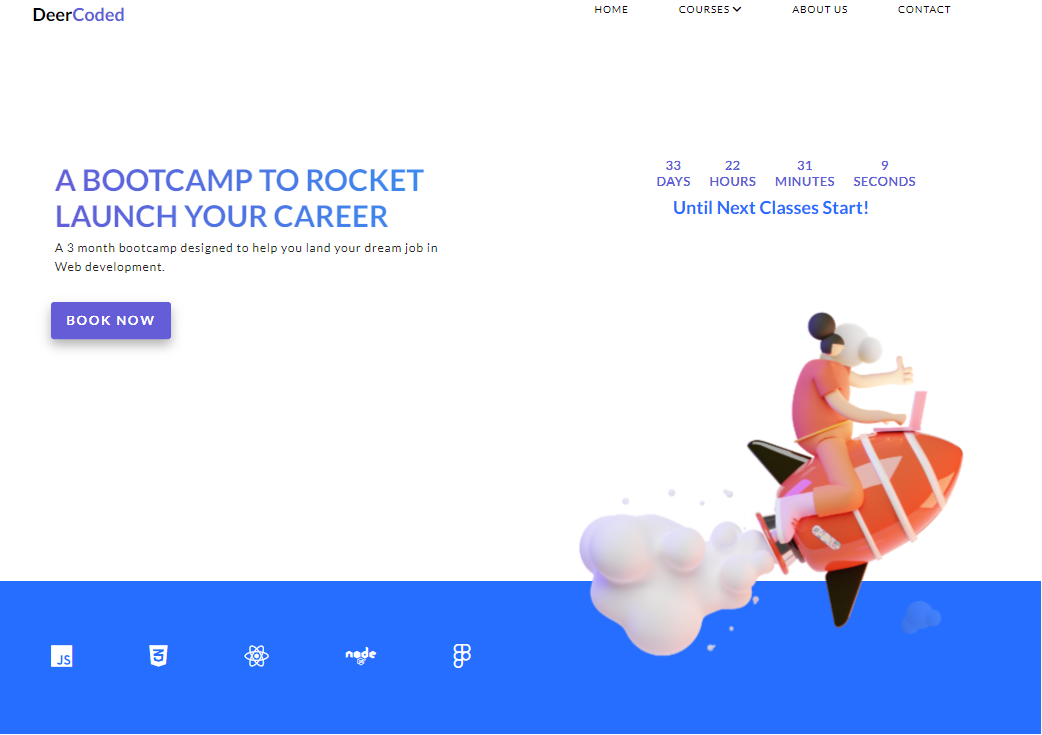 DeerCoded
HOME COURSES ABOUT US CONTACT
A BOOTCAMP TO ROCKET
LAUNCH YOUR CAREER
A 3 month bootcamp designed to help you land your dream job in
Web development.
BOOK NOW
33 22 31 9
DAYS HOURS MINUTES SECONDS
Until Next Classes Start!
JS 3 node